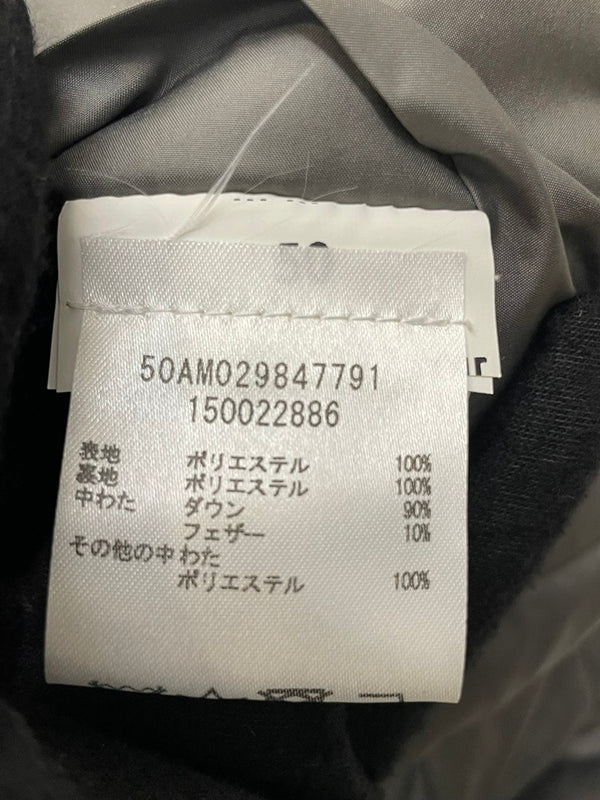 50AM029847791
150022886
表地 ポリエステル 100%
裏地 ポリエステル 100%
中わた ダウン 90%
フェザー 10%
その他の中わた
ポリエステル 100%